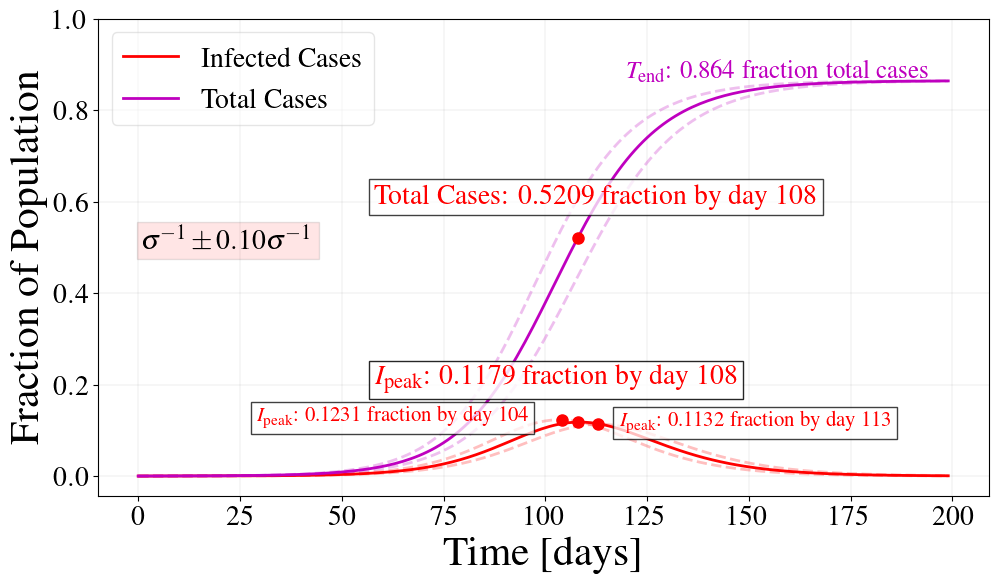 1.0
0.8
0.6
0.4
0.2
0.0
Fraction of Population
Infected Cases
Total Cases
T_end: 0.864 fraction total cases
Total Cases: 0.5209 fraction by day 108
σ⁻¹ ± 0.10σ⁻¹
I_peak: 0.1179 fraction by day 108
I_peak: 0.1231 fraction by day 104
I_peak: 0.1132 fraction by day 113
0 25 50 75 100 125 150 175 200
Time [days]